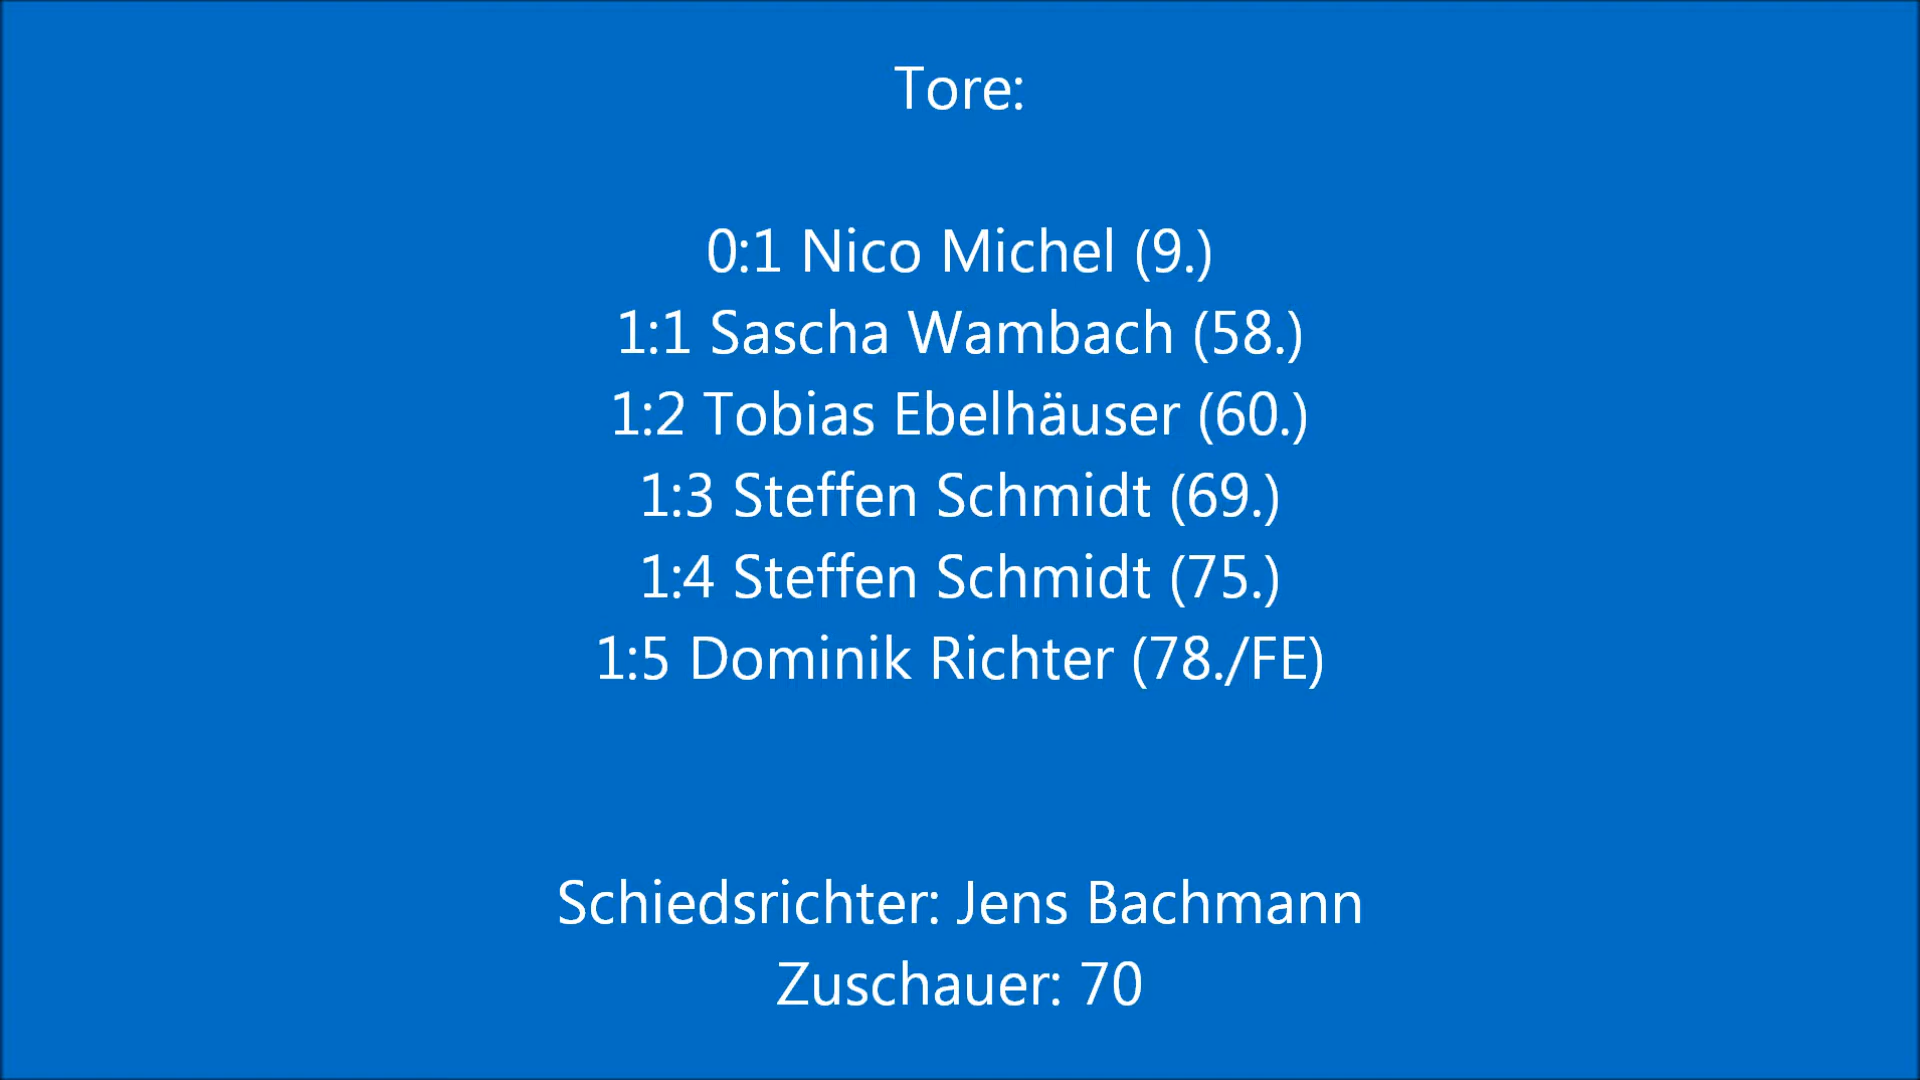 Tore:
0:1 Nico Michel (9.)
1:1 Sascha Wambach (58.)
1:2 Tobias Ebelhäuser (60.)
1:3 Steffen Schmidt (69.)
1:4 Steffen Schmidt (75.)
1:5 Dominik Richter (78./FE)
Schiedsrichter: Jens Bachmann
Zuschauer: 70